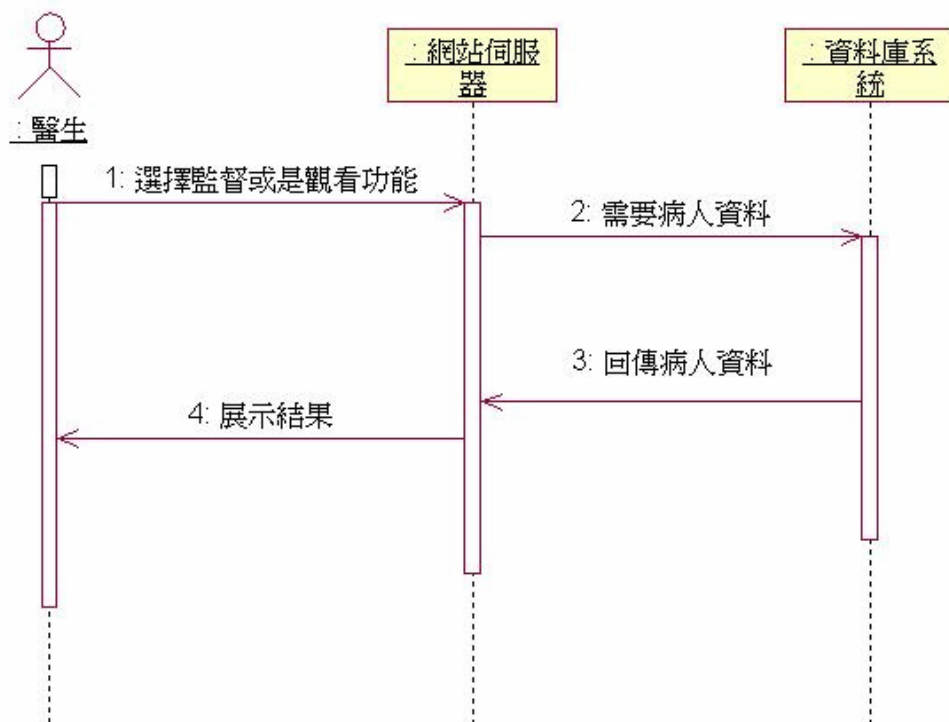 : 醫生
: 網站伺服
器
: 資料庫系
統
1: 選擇監督或是觀看功能
2: 需要病人資料
3: 回傳病人資料
4: 展示結果